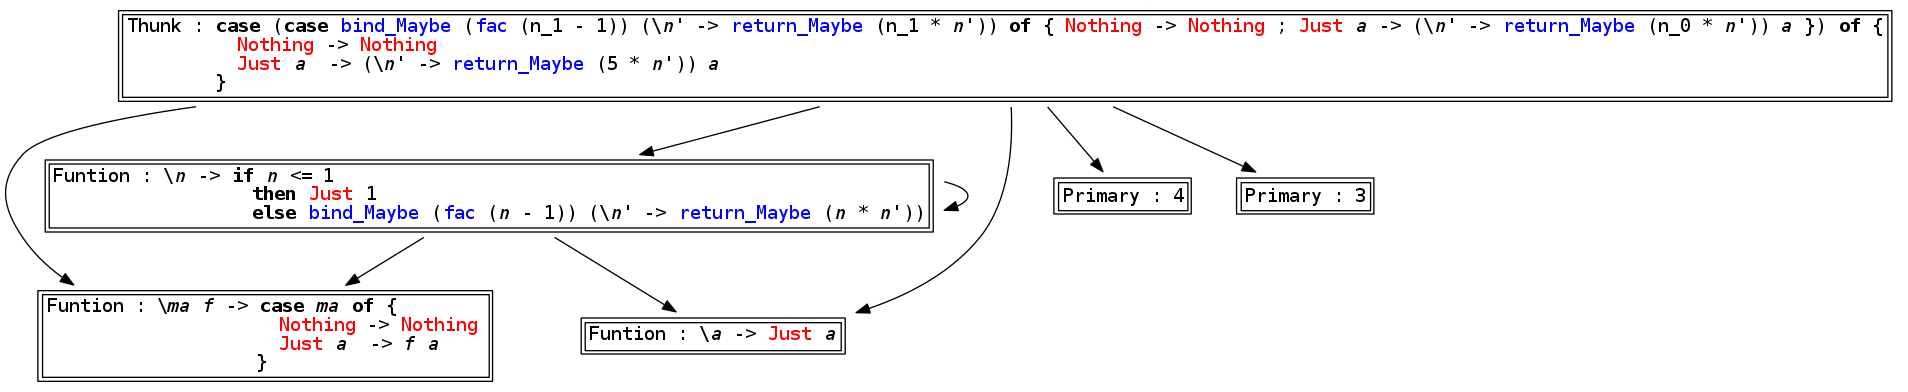 Thunk : case (case bind_Maybe (fac (n_1 - 1)) (\n' -> return_Maybe (n_1 * n')) of { Nothing -> Nothing ; Just a -> (\n' -> return_Maybe (n_0 * n')) a }) of {
Nothing -> Nothing
Just a -> (\n' -> return_Maybe (5 * n')) a
}
Funtion : \n -> if n <= 1
then Just 1
else bind_Maybe (fac (n - 1)) (\n' -> return_Maybe (n * n'))
Primary : 4
Primary : 3
Funtion : \ma f -> case ma of {
Nothing -> Nothing
Just a -> f a
}
Funtion : \a -> Just a